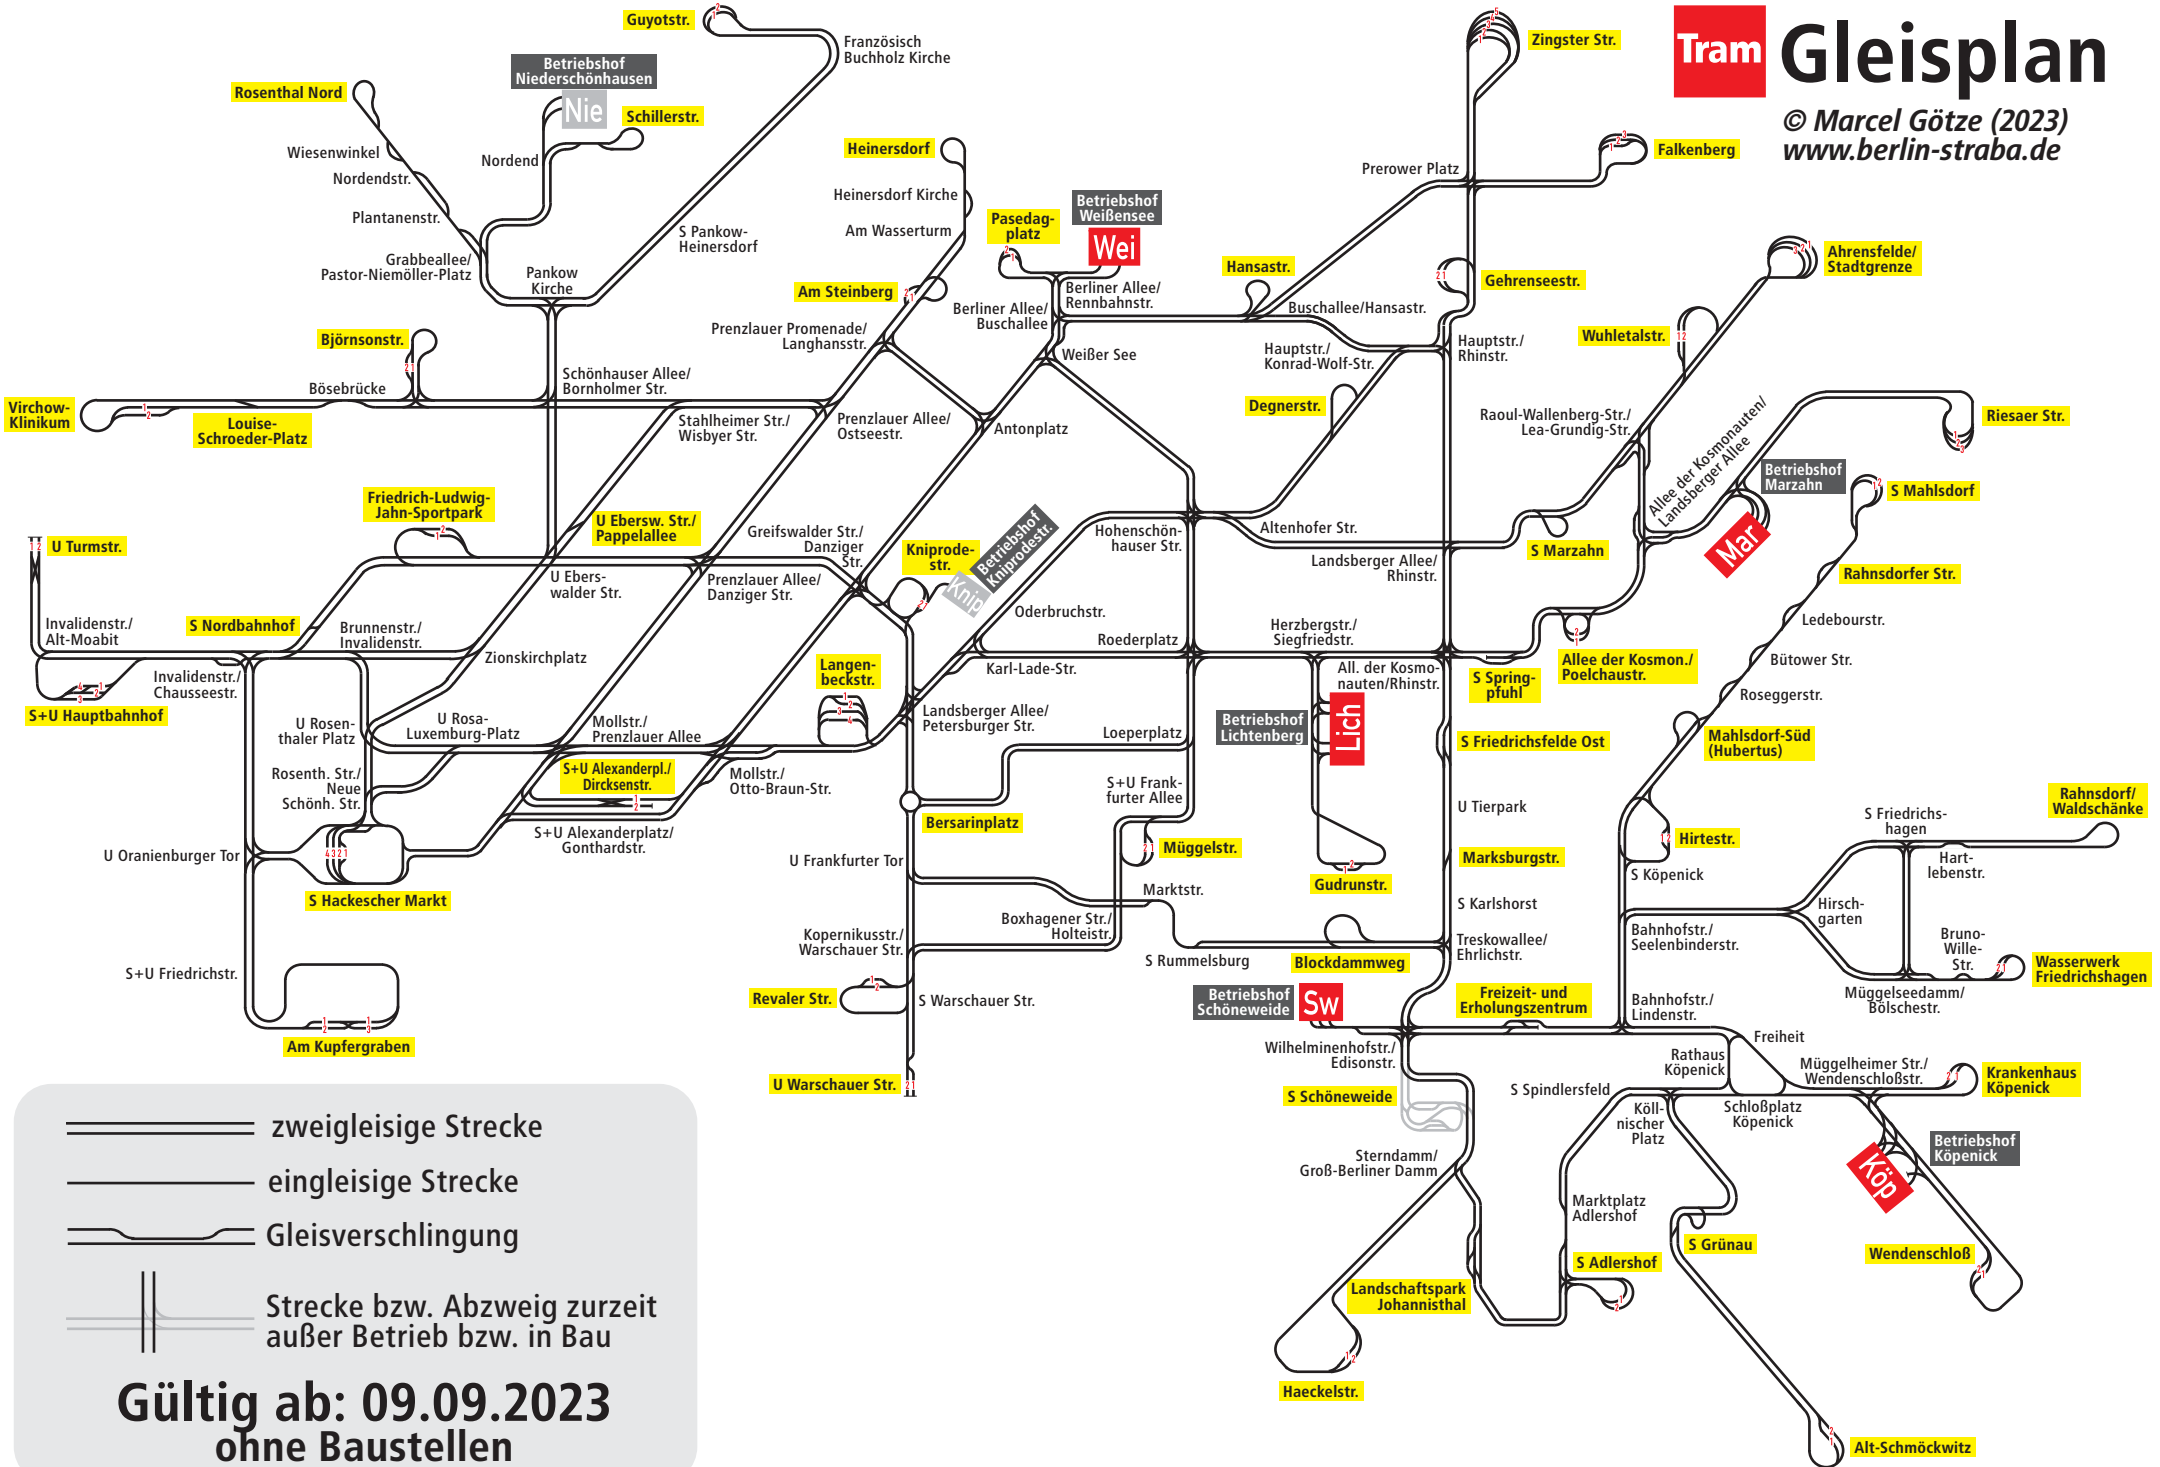 Tram
Gleisplan
© Marcel Götze (2023)
www.berlin-straba.de
Guyotstr.
Französisch
Buchholz Kirche
Betriebshof
Niederschönhausen
Nie
Rosenthal Nord
Schillerstr.
Wiesenwinkel
Nordend
Nordendstr.
Plantanenstr.
Grabbeallee/
Pastor-Niemöller-Platz
Pankow
Kirche
S Pankow-
Heinersdorf
Heinersdorf
Heinersdorf Kirche
Am Wasserturm
Am Steinberg
Prenzlauer Promenade/
Langhansstr.
Pasedag-
platz
Betriebshof
Weißensee
Wei
Berliner Allee/
Rennbahnstr.
Berliner Allee/
Buschallee
Weißer See
Hansastr.
Buschallee/Hansastr.
Zingster Str.
Prerower Platz
Falkenberg
Gehrenseestr.
Hauptstr./
Rhinstr.
Hauptstr./
Konrad-Wolf-Str.
Degnerstr.
Ahrensfelde/
Stadtgrenze
Wuhletalstr.
Raoul-Wallenberg-Str./
Lea-Grundig-Str.
Allee der Kosmonauten/
Landsberger Allee
Riesaer Str.
Betriebshof
Marzahn
Mar
S Mahlsdorf
Björnsonstr.
Bösebrücke
Schönhauser Allee/
Bornholmer Str.
Virchow-
Klinikum
Louise-
Schroeder-Platz
Stahlheimer Str./
Wisbyer Str.
Prenzlauer Allee/
Ostseestr.
Antonplatz
Friedrich-Ludwig-
Jahn-Sportpark
U Ebersw. Str./
Pappelallee
Greifswalder Str./
Danziger
Str.
Kniprode-
str.
Betriebshof
Kniprodestr.
Knip
Hohenschön-
hauser Str.
Altenhofer Str.
Landsberger Allee/
Rhinstr.
S Marzahn
U Turmstr.
U Ebers-
walder Str.
Prenzlauer Allee/
Danziger Str.
Rahnsdorfer Str.
Invalidenstr./
Alt-Moabit
S Nordbahnhof
Brunnenstr./
Invalidenstr.
Zionskirchplatz
Oderbruchstr.
Roederplatz
Herzbergstr./
Siegfriedstr.
Ledebourstr.
Bütower Str.
Roseggerstr.
Invalidenstr./
Chausseestr.
S+U Hauptbahnhof
Langen-
beckstr.
Karl-Lade-Str.
All. der Kosmo-
nauten/Rhinstr.
S Spring-
pfuhl
Allee der Kosmon./
Poelchaustr.
U Rosen-
thaler Platz
U Rosa-
Luxemburg-Platz
Mollstr./
Prenzlauer Allee
Landsberger Allee/
Petersburger Str.
Loeperplatz
Betriebshof
Lichtenberg
Lich
S Friedrichsfelde Ost
Mahlsdorf-Süd
(Hubertus)
Rosenth. Str./
Neue
Schönh. Str.
S+U Alexanderpl./
Dircksenstr.
Mollstr./
Otto-Braun-Str.
S+U Frank-
furter Allee
U Tierpark
Rahnsdorf/
Waldschänke
S+U Alexanderplatz/
Gonthardstr.
Bersarinplatz
Müggelstr.
Marksburgstr.
Hirtestr.
S Friedrichs-
hagen
Hart-
lebenstr.
U Oranienburger Tor
U Frankfurter Tor
Gudrunstr.
S Köpenick
S Hackescher Markt
Marktstr.
S Karlshorst
Hirsch-
garten
Boxhagener Str./
Holteistr.
Kopernikusstr./
Warschauer Str.
S Rummelsburg
Blockdammweg
Treskowallee/
Ehrlichstr.
Bahnhofstr./
Seelenbinderstr.
Bruno-
Wille-
Str.
Wasserwerk
Friedrichshagen
Müggelseedamm/
Bölschestr.
S+U Friedrichstr.
Revaler Str.
S Warschauer Str.
Betriebshof
Schöneweide
Sw
Freizeit- und
Erholungszentrum
Bahnhofstr./
Lindenstr.
Am Kupfergraben
U Warschauer Str.
Wilhelminenhofstr./
Edisonstr.
Rathaus
Köpenick
Freiheit
Müggelheimer Str./
Wendenschloßstr.
Krankenhaus
Köpenick
S Schöneweide
S Spindlersfeld
Köll-
nischer
Platz
Schloßplatz
Köpenick
Betriebshof
Köpenick
Köp
Sterndamm/
Groß-Berliner Damm
Marktplatz
Adlershof
S Grünau
S Adlershof
Wendenschloß
Landschaftspark
Johannisthal
Haeckelstr.
Alt-Schmöckwitz
zweigleisige Strecke
eingleisige Strecke
Gleisverschlingung
Strecke bzw. Abzweig zurzeit
außer Betrieb bzw. in Bau
Gültig ab: 09.09.2023
ohne Baustellen